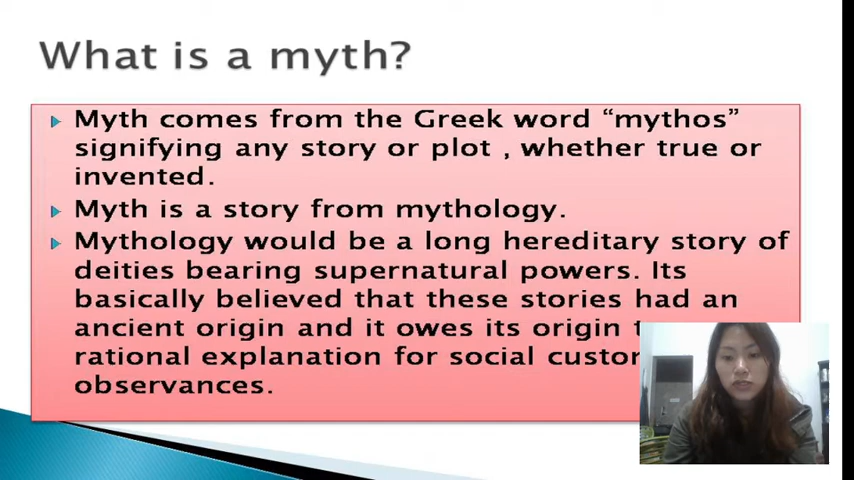 What is a myth?
Myth comes from the Greek word “mythos”
signifying any story or plot , whether true or
invented.
Myth is a story from mythology.
Mythology would be a long hereditary story of
deities bearing supernatural powers. Its
basically believed that these stories had an
ancient origin and it owes its origin
rational explanation for social
observances.